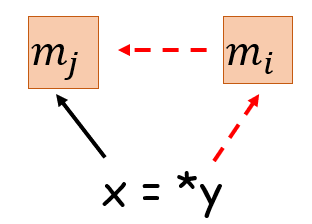 m_j m_i
x = *y